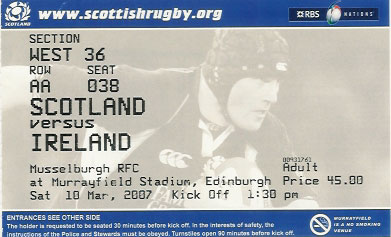 SCOTLAND www.scottishrugby.org RBS 6 NATIONS
SECTION
WEST 36
ROW SEAT
AA 038
SCOTLAND
versus
IRELAND
00431761
Musselburgh RFC Adult
at Murrayfield Stadium, Edinburgh Price 45.00
Sat 10 Mar, 2007 Kick Off 1:30 pm
ENTRANCES SEE OTHER SIDE
The holder is requested to be seated 30 minutes before kick off. In the interests of safety, the
instructions of the Police and Stewards must be obeyed. Turnstiles open 90 minutes before kick off.
MURRAYFIELD
IS A NO SMOKING
VENUE